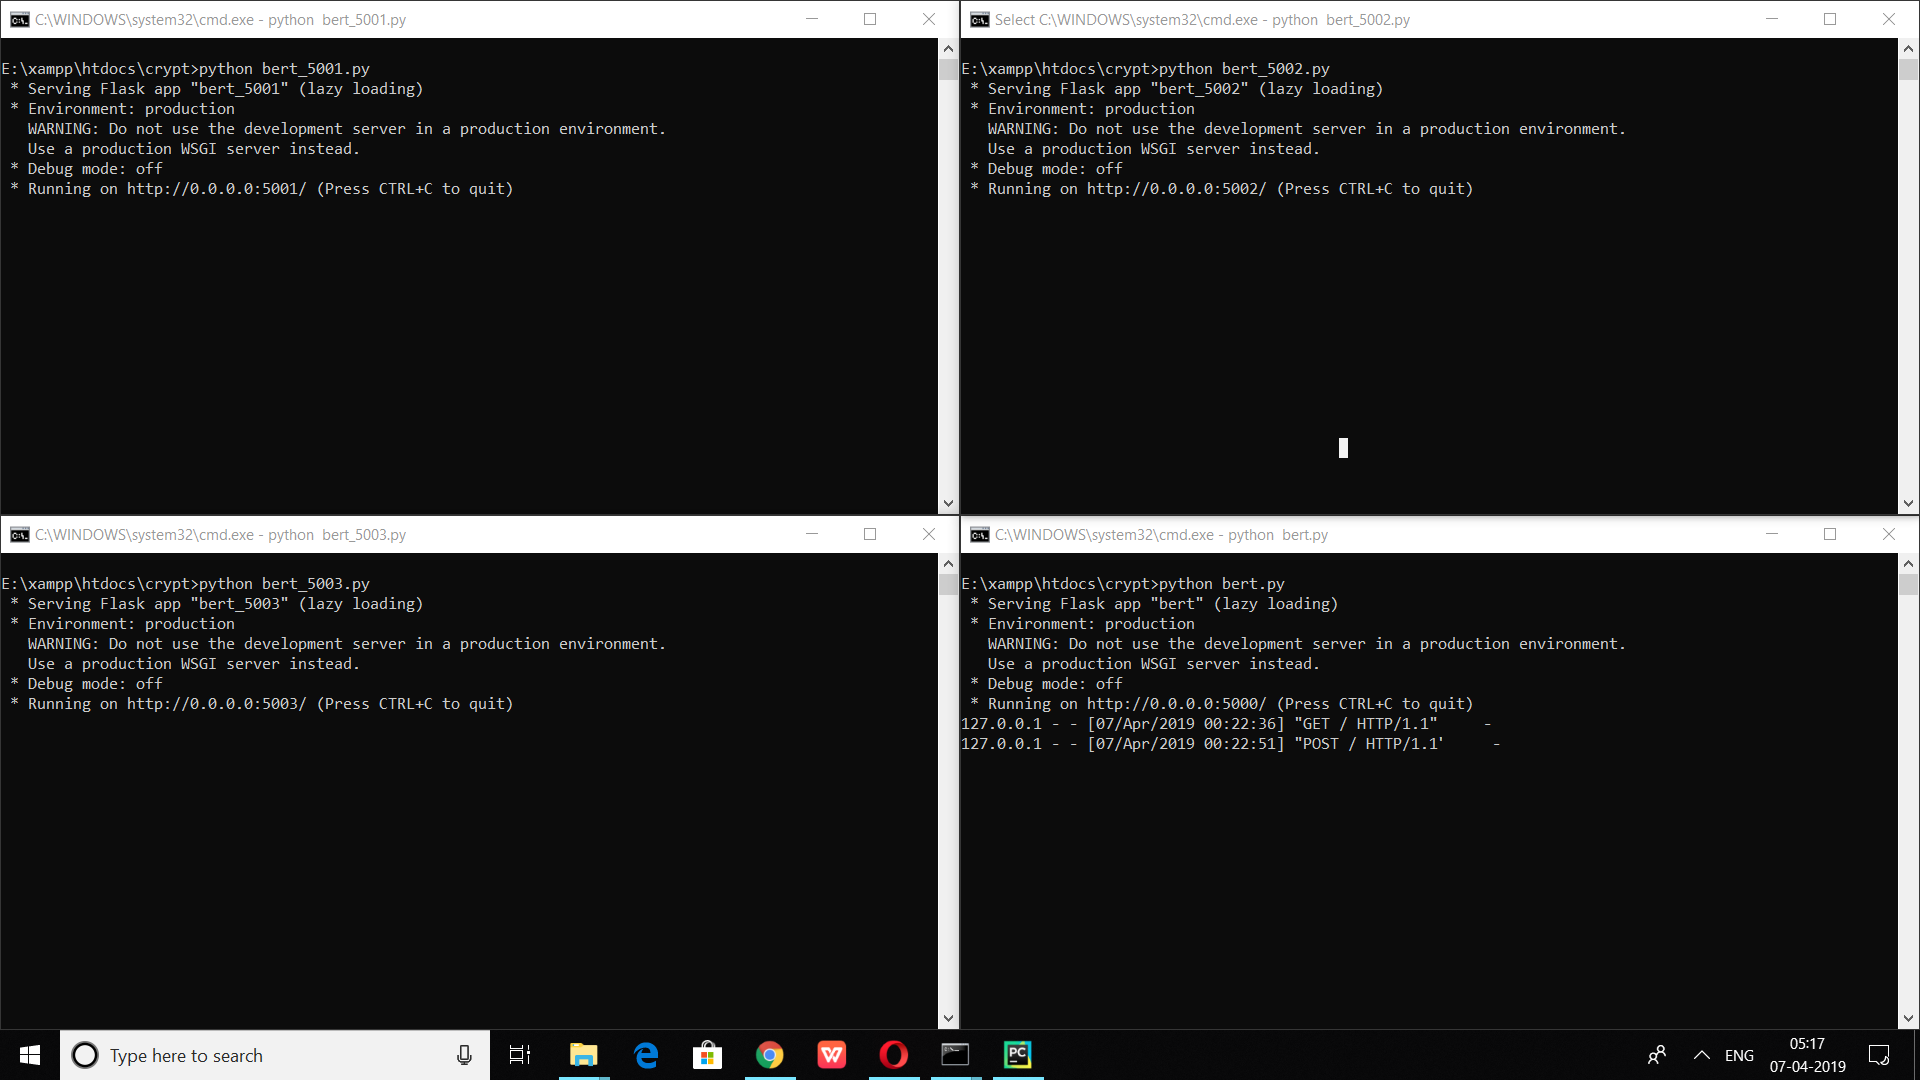 C:\WINDOWS\system32\cmd.exe - python  bert_5001.py
E:\xampp\htdocs\crypt>python bert_5001.py
 * Serving Flask app "bert_5001" (lazy loading)
 * Environment: production
   WARNING: Do not use the development server in a production environment.
   Use a production WSGI server instead.
 * Debug mode: off
 * Running on http://0.0.0.0:5001/ (Press CTRL+C to quit)
Select C:\WINDOWS\system32\cmd.exe - python  bert_5002.py
E:\xampp\htdocs\crypt>python bert_5002.py
 * Serving Flask app "bert_5002" (lazy loading)
 * Environment: production
   WARNING: Do not use the development server in a production environment.
   Use a production WSGI server instead.
 * Debug mode: off
 * Running on http://0.0.0.0:5002/ (Press CTRL+C to quit)
C:\WINDOWS\system32\cmd.exe - python  bert_5003.py
E:\xampp\htdocs\crypt>python bert_5003.py
 * Serving Flask app "bert_5003" (lazy loading)
 * Environment: production
   WARNING: Do not use the development server in a production environment.
   Use a production WSGI server instead.
 * Debug mode: off
 * Running on http://0.0.0.0:5003/ (Press CTRL+C to quit)
C:\WINDOWS\system32\cmd.exe - python  bert.py
E:\xampp\htdocs\crypt>python bert.py
 * Serving Flask app "bert" (lazy loading)
 * Environment: production
   WARNING: Do not use the development server in a production environment.
   Use a production WSGI server instead.
 * Debug mode: off
 * Running on http://0.0.0.0:5000/ (Press CTRL+C to quit)
127.0.0.1 - - [07/Apr/2019 00:22:36] "GET / HTTP/1.1"     -
127.0.0.1 - - [07/Apr/2019 00:22:51] "POST / HTTP/1.1'     -
Type here to search
W
PC
ENG
05:17
07-04-2019